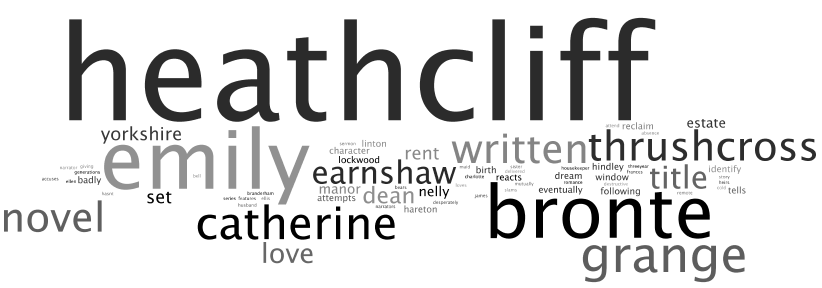 heathcliff
yorkshire
estate
reclaim
emily
written
thrushcross
character
linton
rent
lockwood
earnshaw
birth
hindley
identify
generations
badly
reacts
dream
window
title
set
manor
dean
nelly
eventually
following
tells
attempts
hareton
novel
catherine
bronte
love
grange